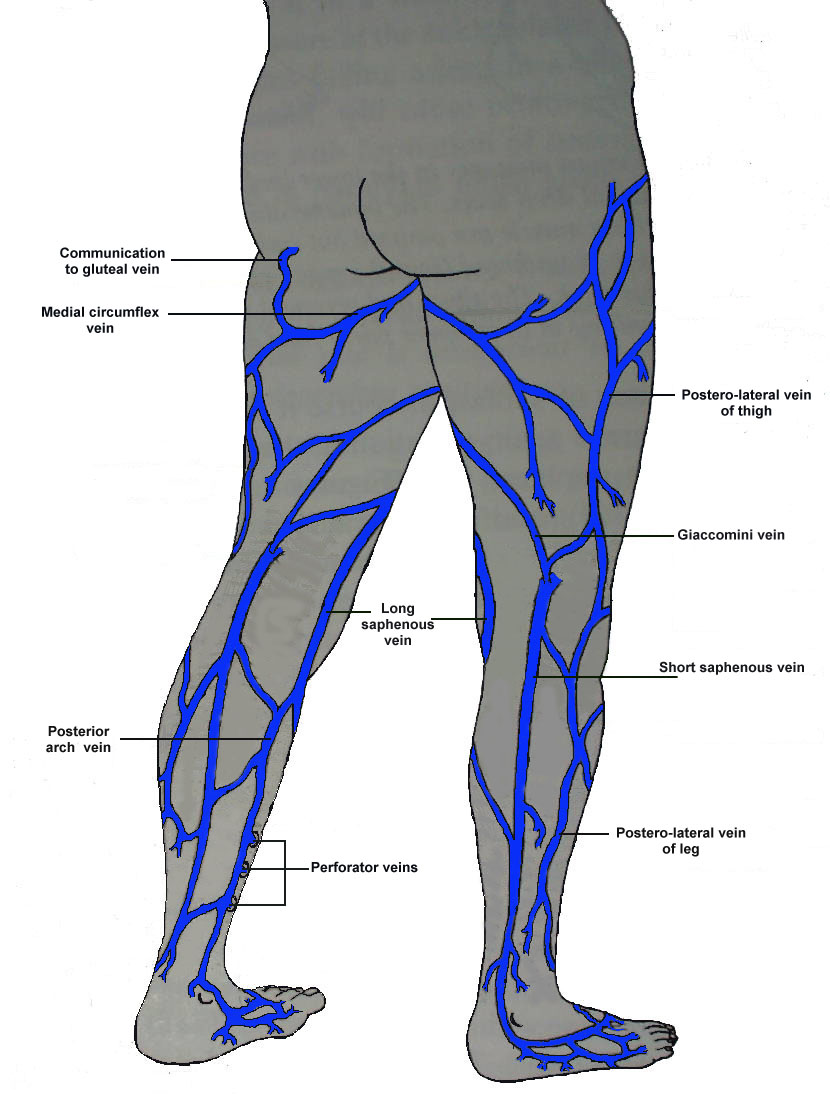 Communication
to gluteal vein
Medial circumflex
vein
Postero-lateral vein
of thigh
Giaccomini vein
Long
saphenous
vein
Short saphenous vein
Posterior
arch vein
Postero-lateral vein
of leg
Perforator veins